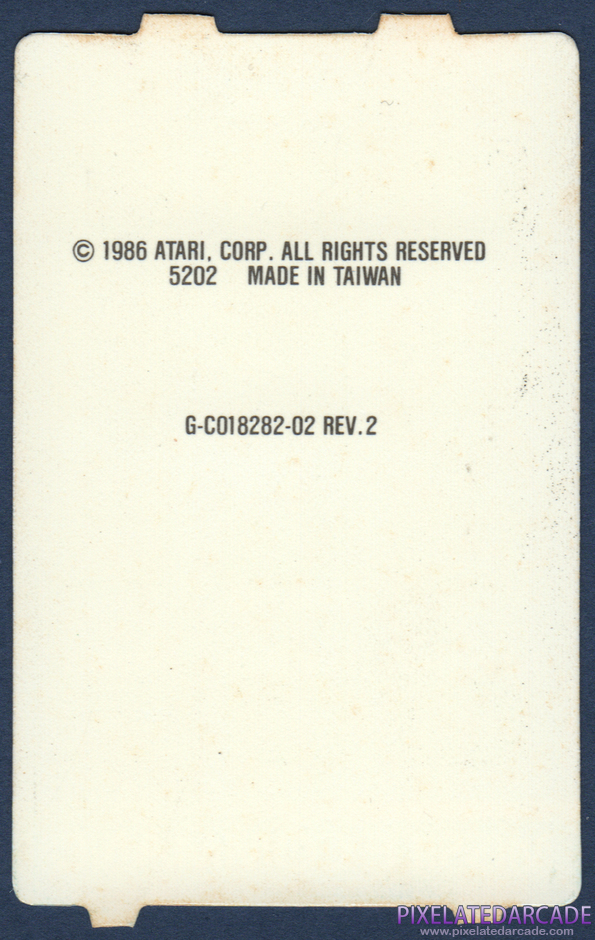 © 1986 ATARI, CORP. ALL RIGHTS RESERVED
5202 MADE IN TAIWAN
G-C018282-02 REV.2
PIXELATEDARCADE
www.pixelatedarcade.com